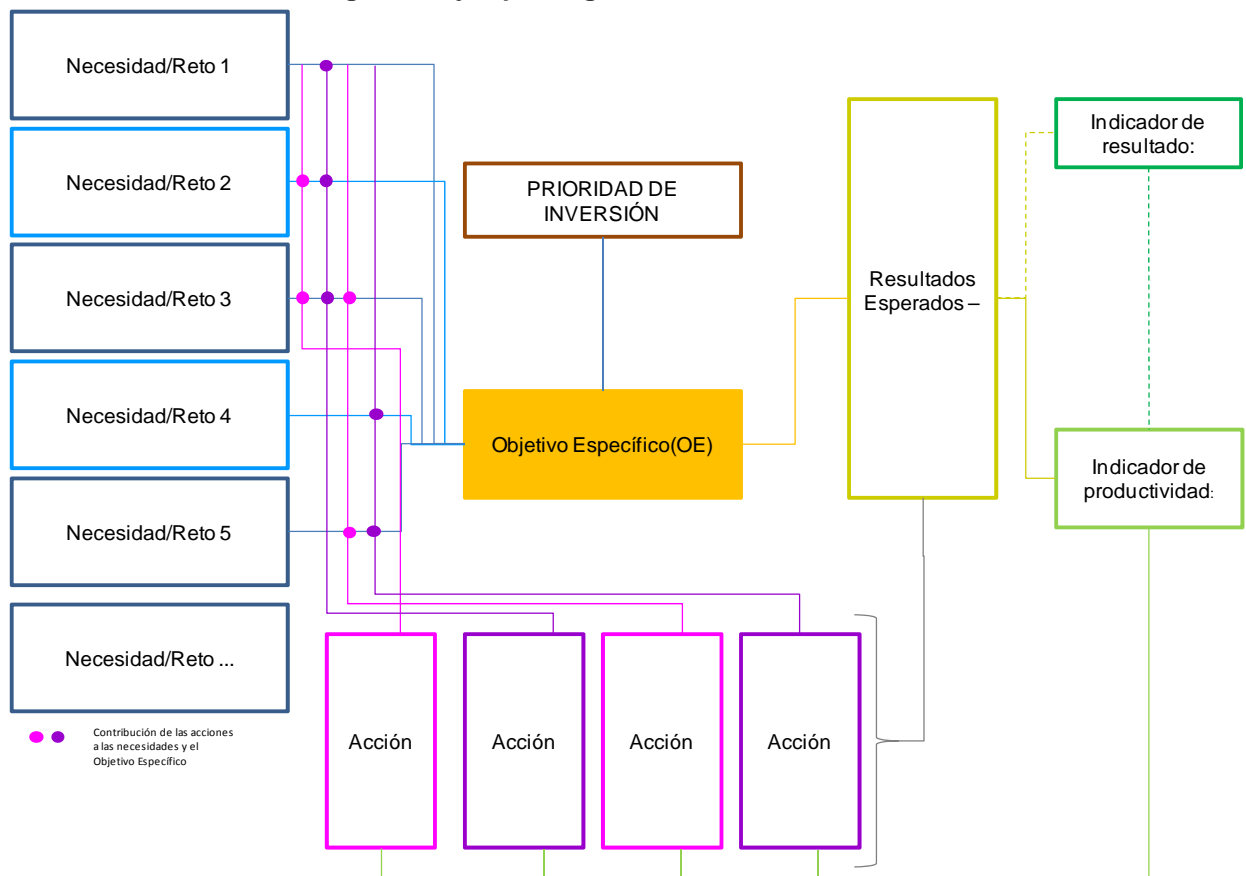 Necesidad/Reto 1
Necesidad/Reto 2
Necesidad/Reto 3
Necesidad/Reto 4
Necesidad/Reto 5
Necesidad/Reto ...
Contribución de las acciones
a las necesidades y el
Objetivo Específico
PRIORIDAD DE
INVERSIÓN
Objetivo Específico(OE)
Resultados
Esperados –
Indicador de
resultado:
Indicador de
productividad:
Acción
Acción
Acción
Acción